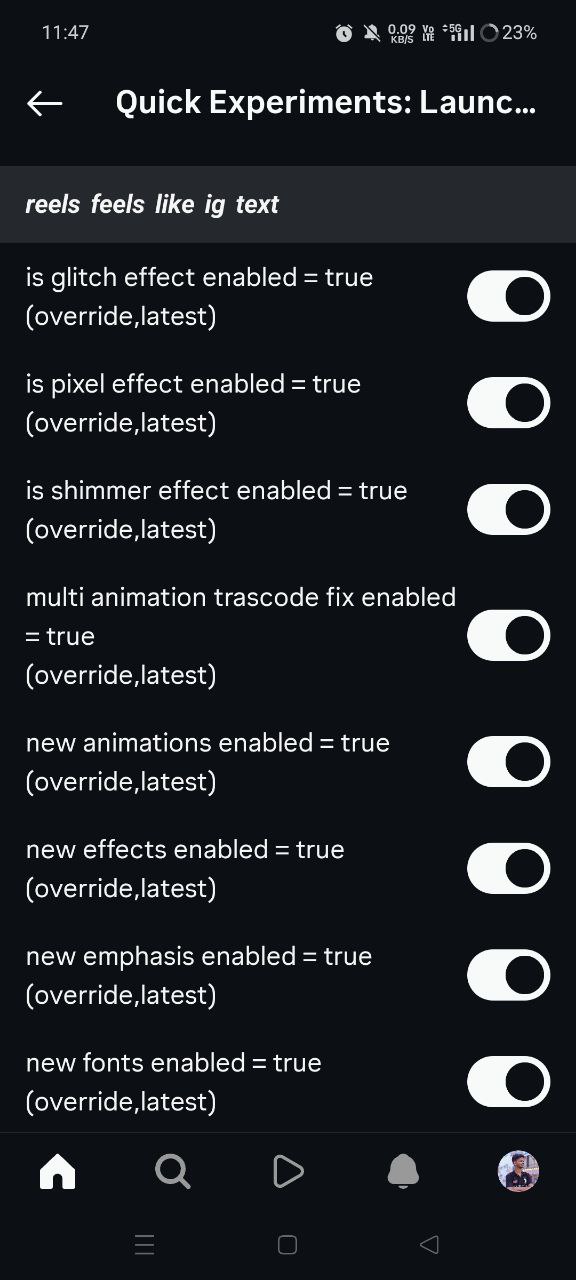 11:47
0.09 KB/S
Vo LTE
5G
23%
Quick Experiments: Launc...
reels feels like ig text
is glitch effect enabled = true
(override,latest)
is pixel effect enabled = true
(override,latest)
is shimmer effect enabled = true
(override,latest)
multi animation trascode fix enabled
= true
(override,latest)
new animations enabled = true
(override,latest)
new effects enabled = true
(override,latest)
new emphasis enabled = true
(override,latest)
new fonts enabled = true
(override,latest)